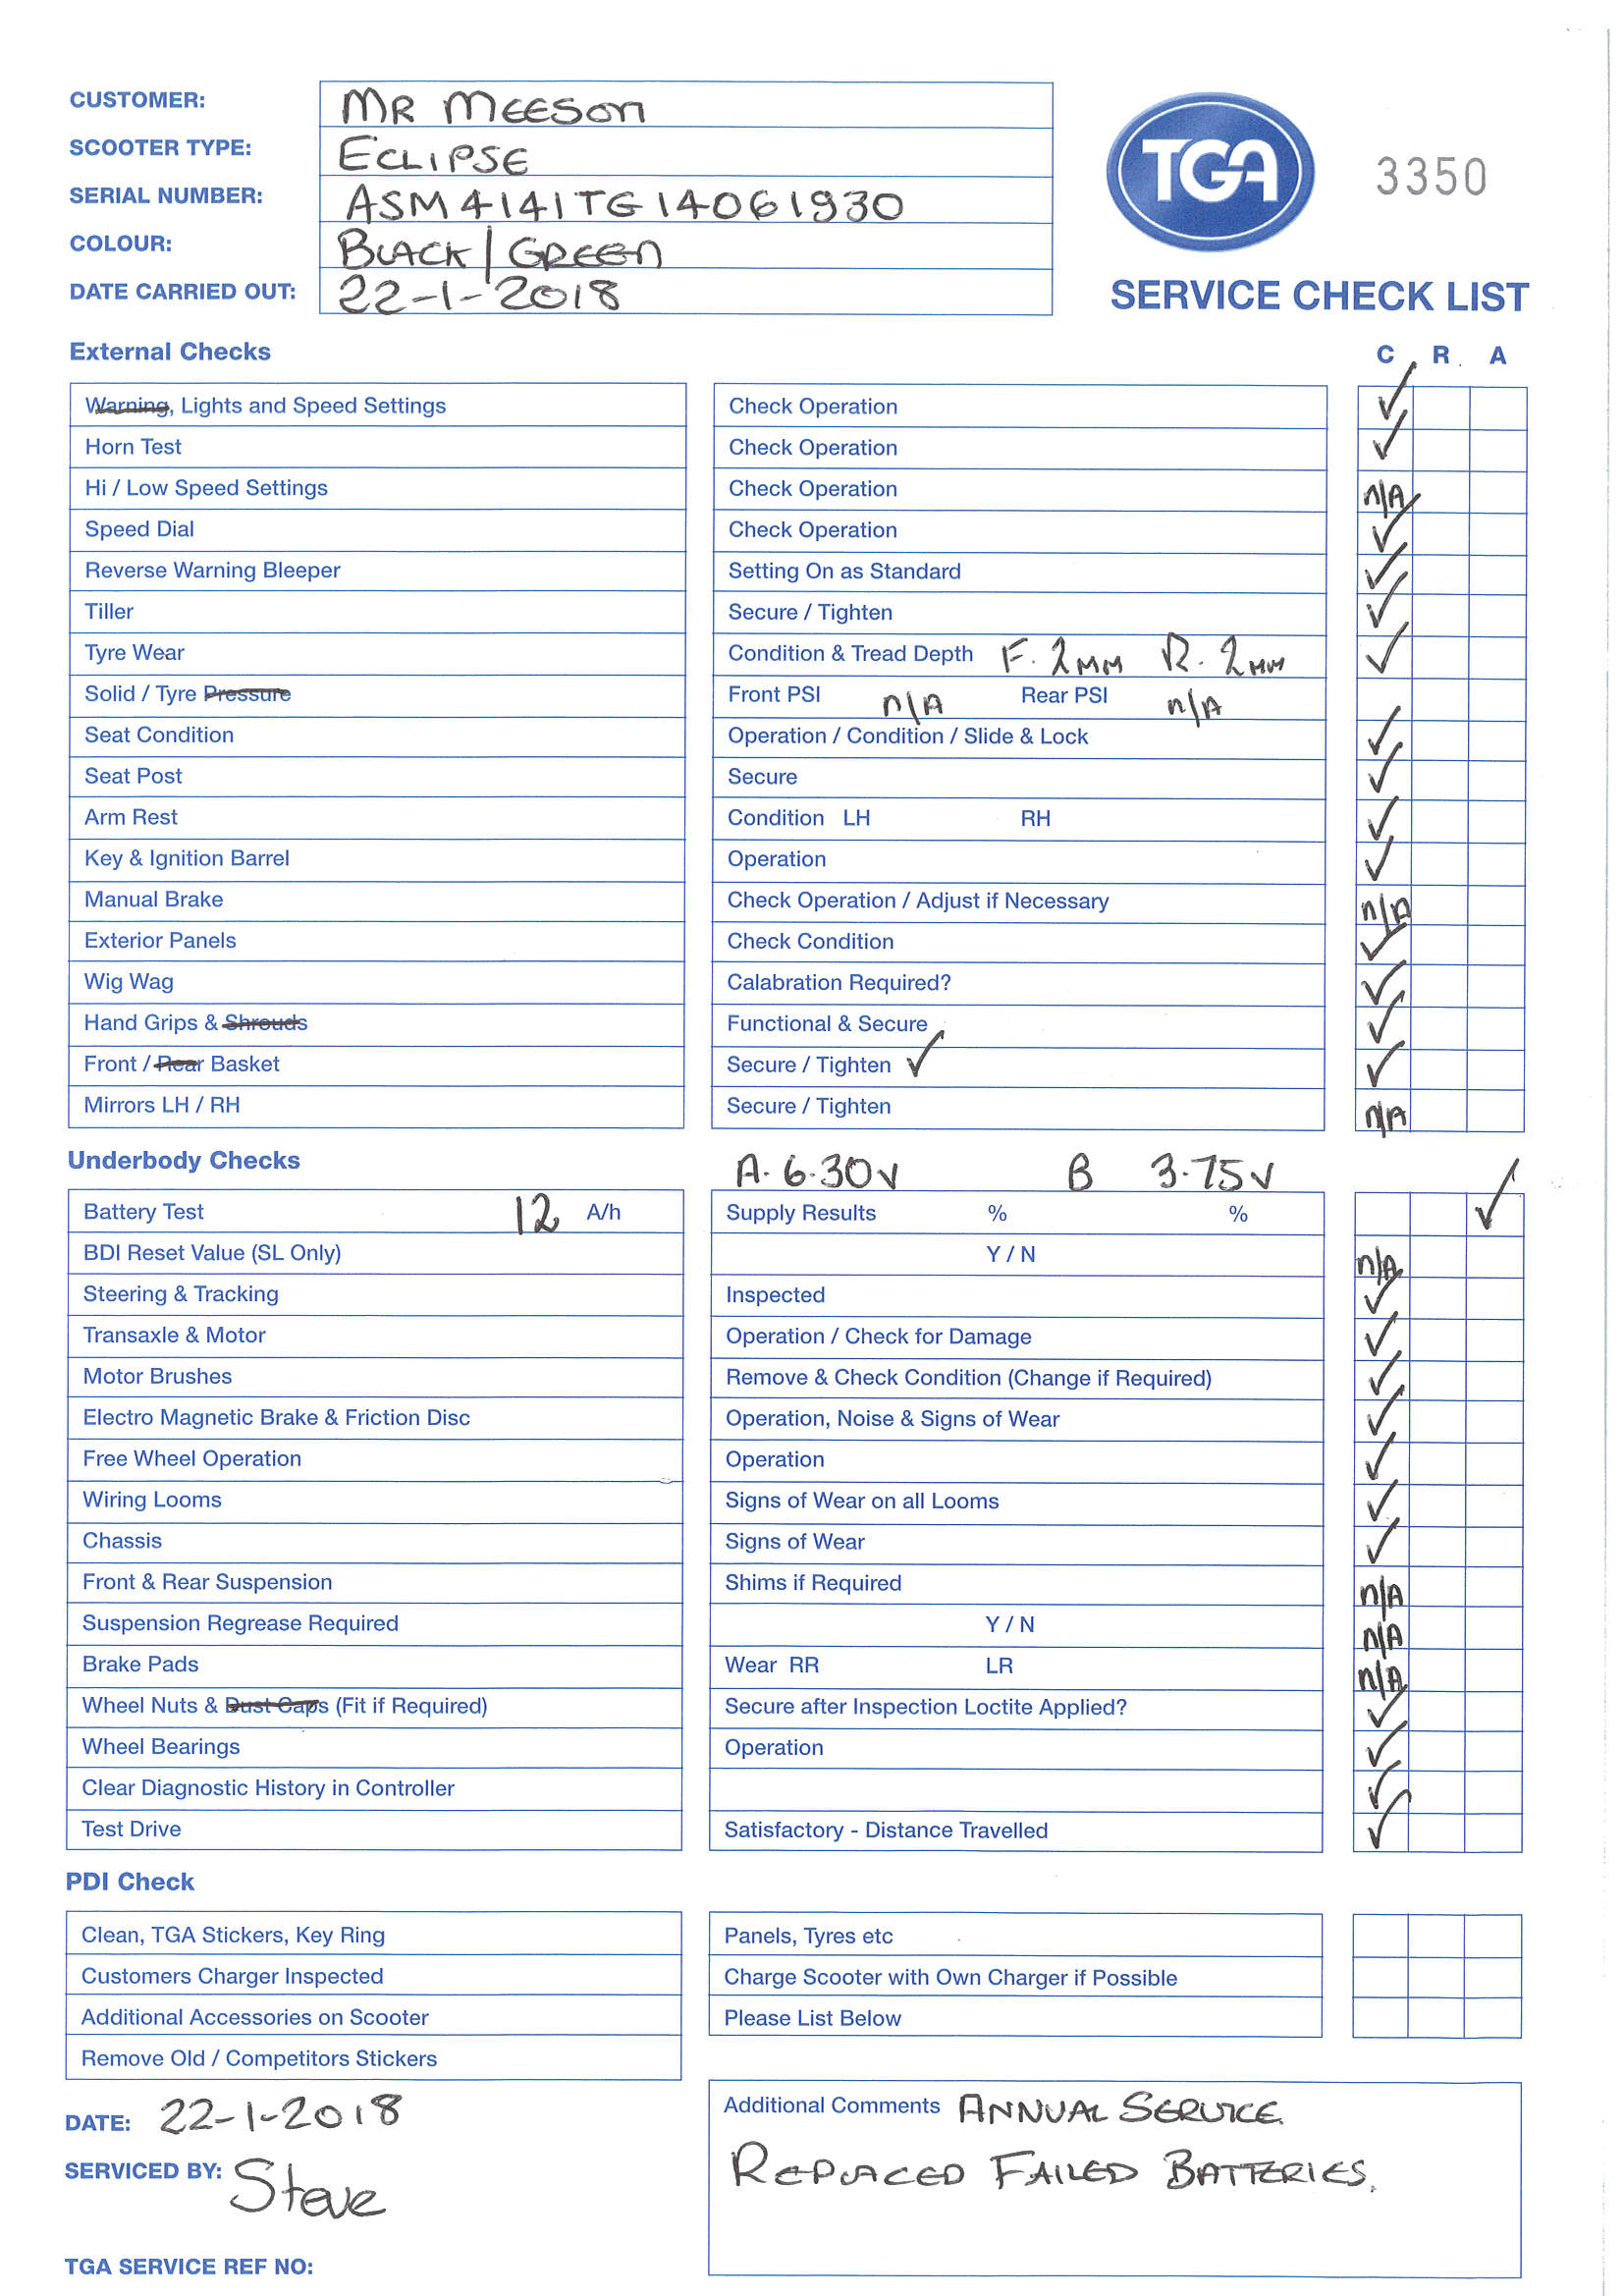 CUSTOMER: MR MEESON
SCOOTER TYPE: ECLIPSE
SERIAL NUMBER: ASM4141TG14061930
COLOUR: BLACK/GREEN
DATE CARRIED OUT: 22-1-2018
TGA 3350
SERVICE CHECK LIST
External Checks C R A
Warning, Lights and Speed Settings Check Operation ✓
Horn Test Check Operation ✓
Hi / Low Speed Settings Check Operation n/A
Speed Dial Check Operation ✓
Reverse Warning Bleeper Setting On as Standard ✓
Tiller Secure / Tighten ✓
Tyre Wear Condition & Tread Depth F. 2MM R. 2MM ✓
Solid / Tyre Pressure Front PSI n/A Rear PSI n/A
Seat Condition Operation / Condition / Slide & Lock ✓
Seat Post Secure ✓
Arm Rest Condition LH RH ✓
Key & Ignition Barrel Operation ✓
Manual Brake Check Operation / Adjust if Necessary n/A
Exterior Panels Check Condition ✓
Wig Wag Calabration Required? ✓
Hand Grips & Shrouds Functional & Secure ✓
Front / Rear Basket Secure / Tighten ✓ ✓
Mirrors LH / RH Secure / Tighten n/A
Underbody Checks A. 6.30v B 3.75v
Battery Test 12 A/h Supply Results % % ✓
BDI Reset Value (SL Only) Y / N n/A
Steering & Tracking Inspected ✓
Transaxle & Motor Operation / Check for Damage ✓
Motor Brushes Remove & Check Condition (Change if Required) ✓
Electro Magnetic Brake & Friction Disc Operation, Noise & Signs of Wear ✓
Free Wheel Operation Operation ✓
Wiring Looms Signs of Wear on all Looms ✓
Chassis Signs of Wear ✓
Front & Rear Suspension Shims if Required n/A
Suspension Regrease Required Y / N n/A
Brake Pads Wear RR LR n/A
Wheel Nuts & Dust Caps (Fit if Required) Secure after Inspection Loctite Applied? ✓
Wheel Bearings Operation ✓
Clear Diagnostic History in Controller ✓
Test Drive Satisfactory - Distance Travelled ✓
PDI Check
Clean, TGA Stickers, Key Ring Panels, Tyres etc
Customers Charger Inspected Charge Scooter with Own Charger if Possible
Additional Accessories on Scooter Please List Below
Remove Old / Competitors Stickers
DATE: 22-1-2018
SERVICED BY: Steve
TGA SERVICE REF NO:
Additional Comments ANNUAL SERVICE.
REPLACED FAILED BATTERIES.